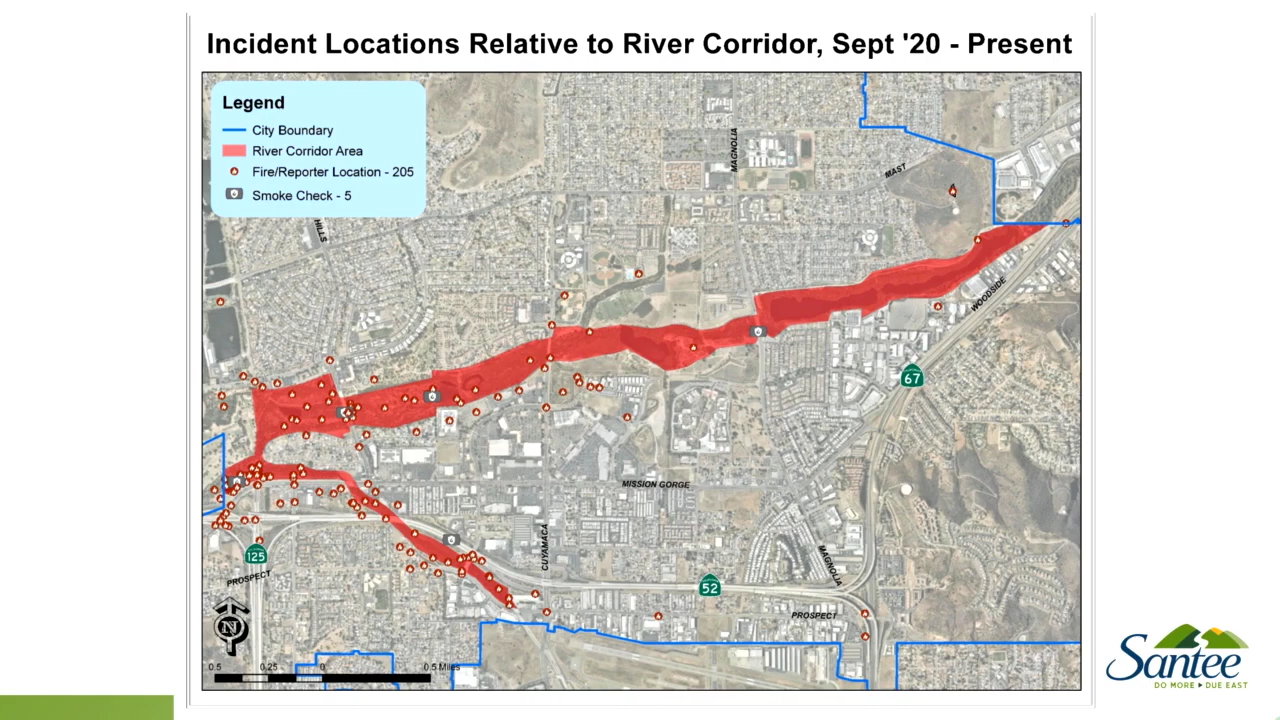 Incident Locations Relative to River Corridor, Sept '20 - Present
Legend
City Boundary
River Corridor Area
Fire/Reporter Location - 205
Smoke Check - 5
MAGNOLIA
MAST
HILLS
WOODSIDE
67
MISSION GORGE
CUYAMACA
125
PROSPECT
52
MAGNOLIA
PROSPECT
N
0.5 0.25 0 0.5 Miles
Santee
DO MORE DUE EAST